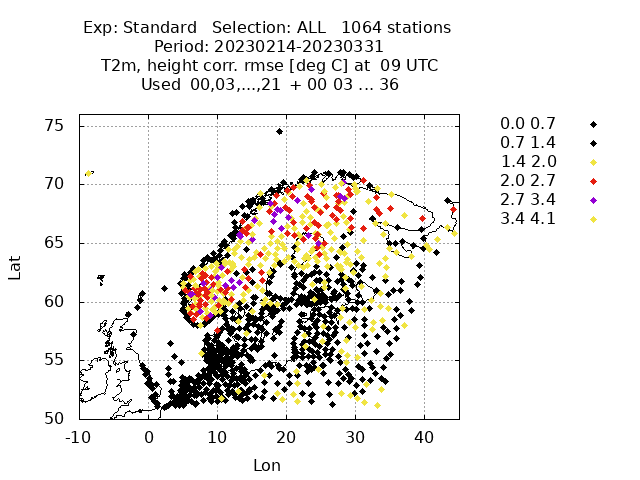 Exp: Standard   Selection: ALL   1064 stations
Period: 20230214-20230331
T2m, height corr. rmse [deg C] at  09 UTC
Used  00,03,...,21  + 00 03 ... 36
0.0 0.7
0.7 1.4
1.4 2.0
2.0 2.7
2.7 3.4
3.4 4.1
75
70
65
60
55
50
Lat
-10 0 10 20 30 40
Lon